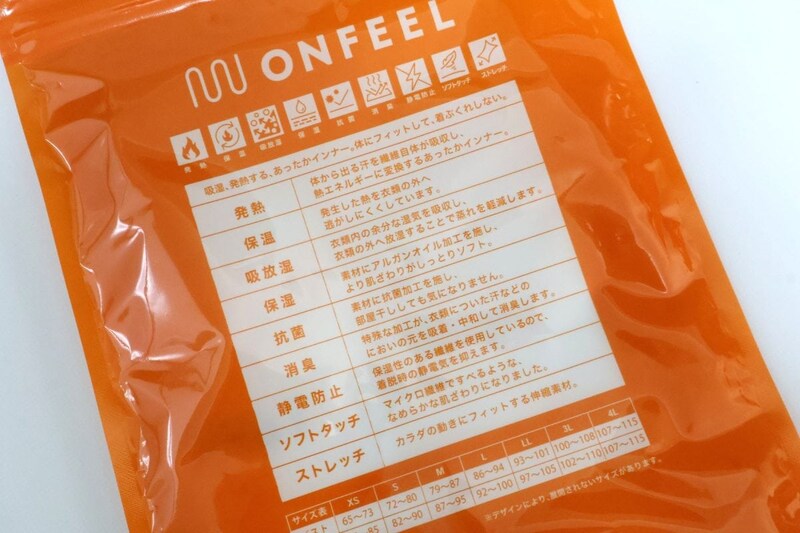 ONFEEL
発熱 保温 吸放湿 保湿 抗菌 消臭 静電防止 ソフトタッチ ストレッチ
吸湿、発熱する、あったかインナー。体にフィットして、着ぶくれしない。
発熱 体から出る汗を繊維自体が吸収し、
熱エネルギーに変換するあったかインナー。
保温 発生した熱を衣類の外へ
逃がしにくくしています。
吸放湿 衣類内の余分な湿気を吸収し、
衣類の外へ放湿することで蒸れを軽減します。
保湿 素材にアルガンオイル加工を施し、
より肌ざわりがしっとりソフト。
抗菌 素材に抗菌加工を施し、
部屋干ししても気になりません。
消臭 特殊な加工が、衣類についた汗などの
においの元を吸着・中和して消臭します。
静電防止 保湿性のある繊維を使用しているので、
着脱時の静電気を抑えます。
ソフトタッチ マイクロ繊維ですべるような、
なめらかな肌ざわりになりました。
ストレッチ カラダの動きにフィットする伸縮素材。
サイズ表 XS S M L LL 3L 4L
65〜73 72〜80 79〜87 86〜94 93〜101 100〜108 107〜115
85 82〜90 87〜95 92〜100 97〜105 102〜110 107〜115
※デザインにより、展開されないサイズがあります。